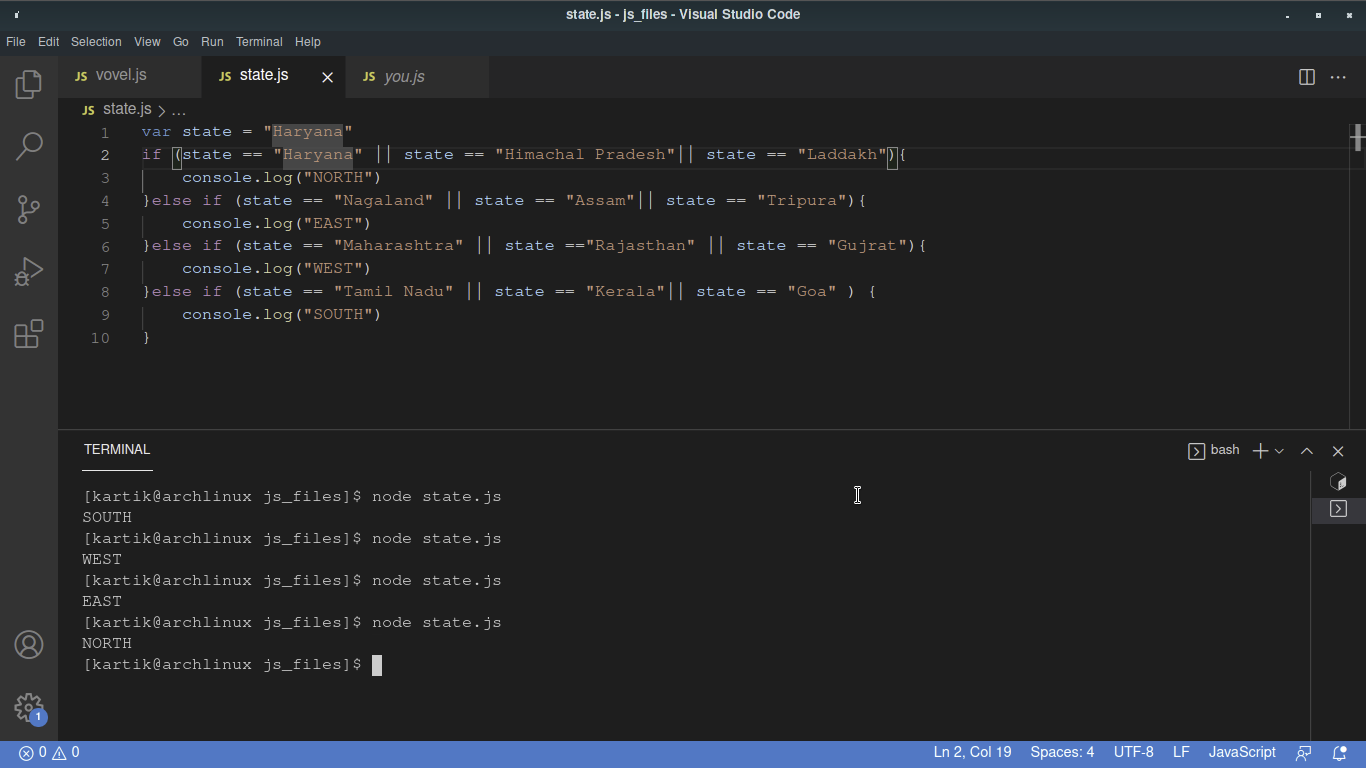 state.js - js_files - Visual Studio Code
File Edit Selection View Go Run Terminal Help
JS vovel.js JS state.js JS you.js
JS state.js > ...
1 var state = "Haryana"
2 if (state == "Haryana" || state == "Himachal Pradesh"|| state == "Laddakh"){
3     console.log("NORTH")
4 }else if (state == "Nagaland" || state == "Assam"|| state == "Tripura"){
5     console.log("EAST")
6 }else if (state == "Maharashtra" || state =="Rajasthan" || state == "Gujrat"){
7     console.log("WEST")
8 }else if (state == "Tamil Nadu" || state == "Kerala"|| state == "Goa" ) {
9     console.log("SOUTH")
10 }
TERMINAL
bash
[kartik@archlinux js_files]$ node state.js
SOUTH
[kartik@archlinux js_files]$ node state.js
WEST
[kartik@archlinux js_files]$ node state.js
EAST
[kartik@archlinux js_files]$ node state.js
NORTH
[kartik@archlinux js_files]$
1
0 0 Ln 2, Col 19 Spaces: 4 UTF-8 LF JavaScript